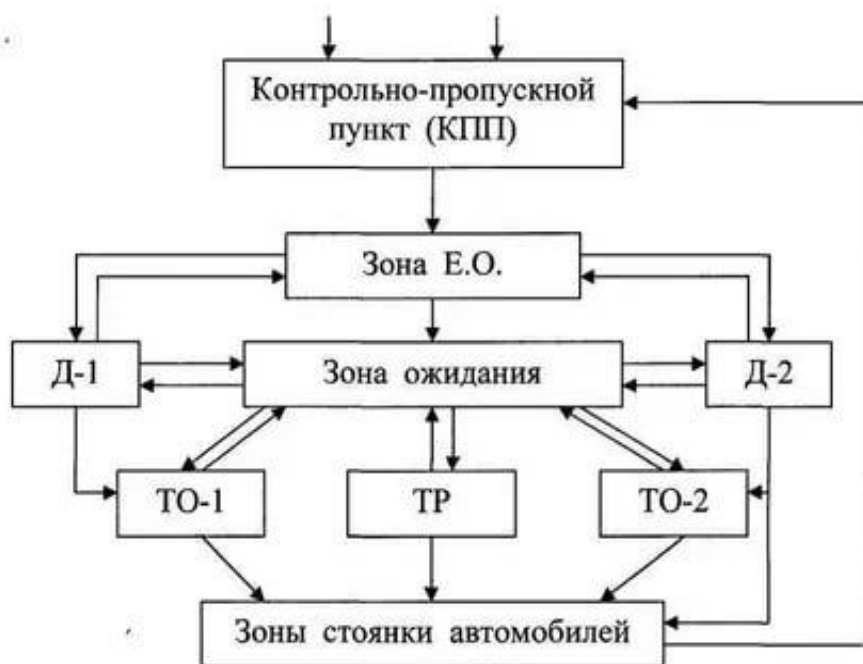 Контрольно-пропускной
пункт (КПП)
Зона Е.О.
Д-1
Зона ожидания
Д-2
ТО-1
ТР
ТО-2
Зоны стоянки автомобилей